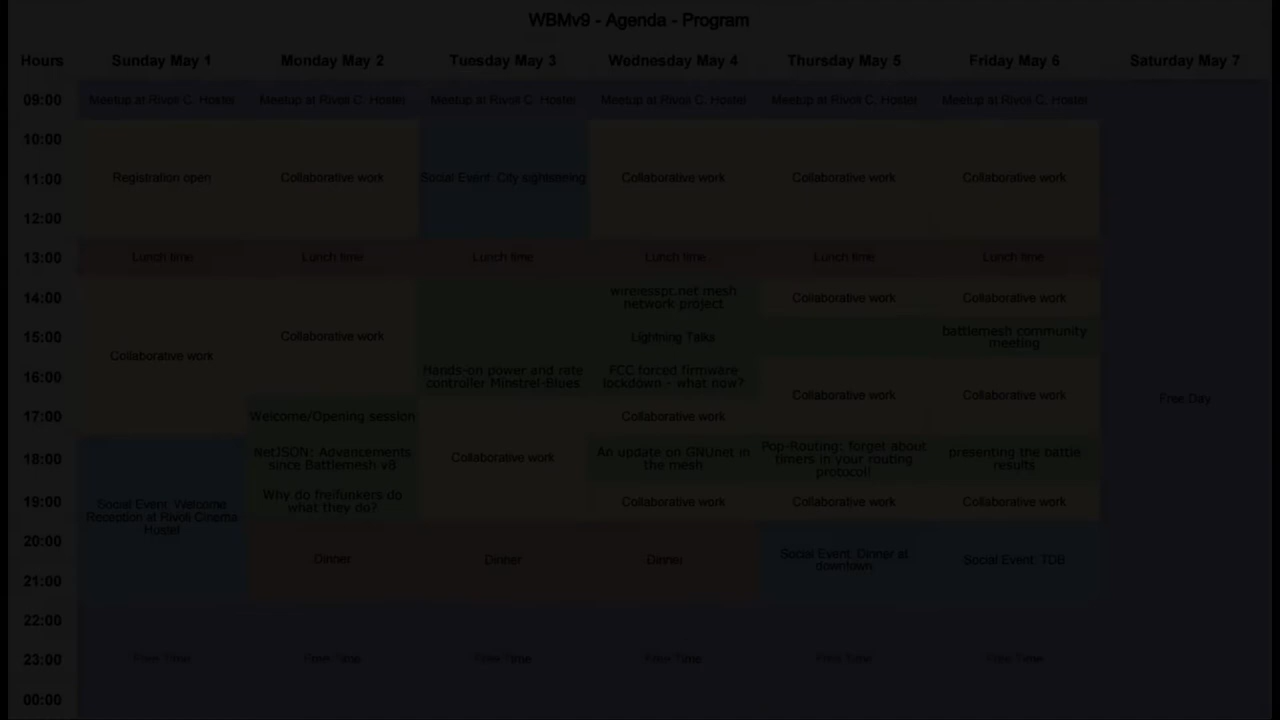 WBMv9 - Agenda - Program
Hours Sunday May 1 Monday May 2 Tuesday May 3 Wednesday May 4 Thursday May 5 Friday May 6 Saturday May 7
09:00 Meetup at Rivoli C. Hostel Meetup at Rivoli C. Hostel Meetup at Rivoli C. Hostel Meetup at Rivoli C. Hostel Meetup at Rivoli C. Hostel Meetup at Rivoli C. Hostel
10:00
11:00 Registration open Collaborative work Social Event: City sightseeing Collaborative work Collaborative work Collaborative work
12:00
13:00 Lunch time Lunch time Lunch time Lunch time Lunch time Lunch time
14:00 wirelesspt.net mesh Collaborative work Collaborative work
network project
15:00 Collaborative work Lightning Talks battlemesh community
meeting
Collaborative work
16:00 Hands-on power and rate FCC forced firmware
controller Minstrel-Blues lockdown - what now?
Collaborative work Collaborative work
Free Day
17:00 Welcome/Opening session Collaborative work
18:00 NetJSON: Advancements Collaborative work An update on GNUnet in Pop-Routing: forget about presenting the battle
since Battlemesh v8 the mesh timers in your routing results
protocol!
19:00 Why do freifunkers do Collaborative work Collaborative work Collaborative work
what they do?
Social Event: Welcome
Reception at Rivoli Cinema
Hostel
20:00 Dinner Dinner Dinner Social Event: Dinner at Social Event: TDB
downtown
21:00
22:00
23:00 Free Time Free Time Free Time Free Time Free Time Free Time
00:00